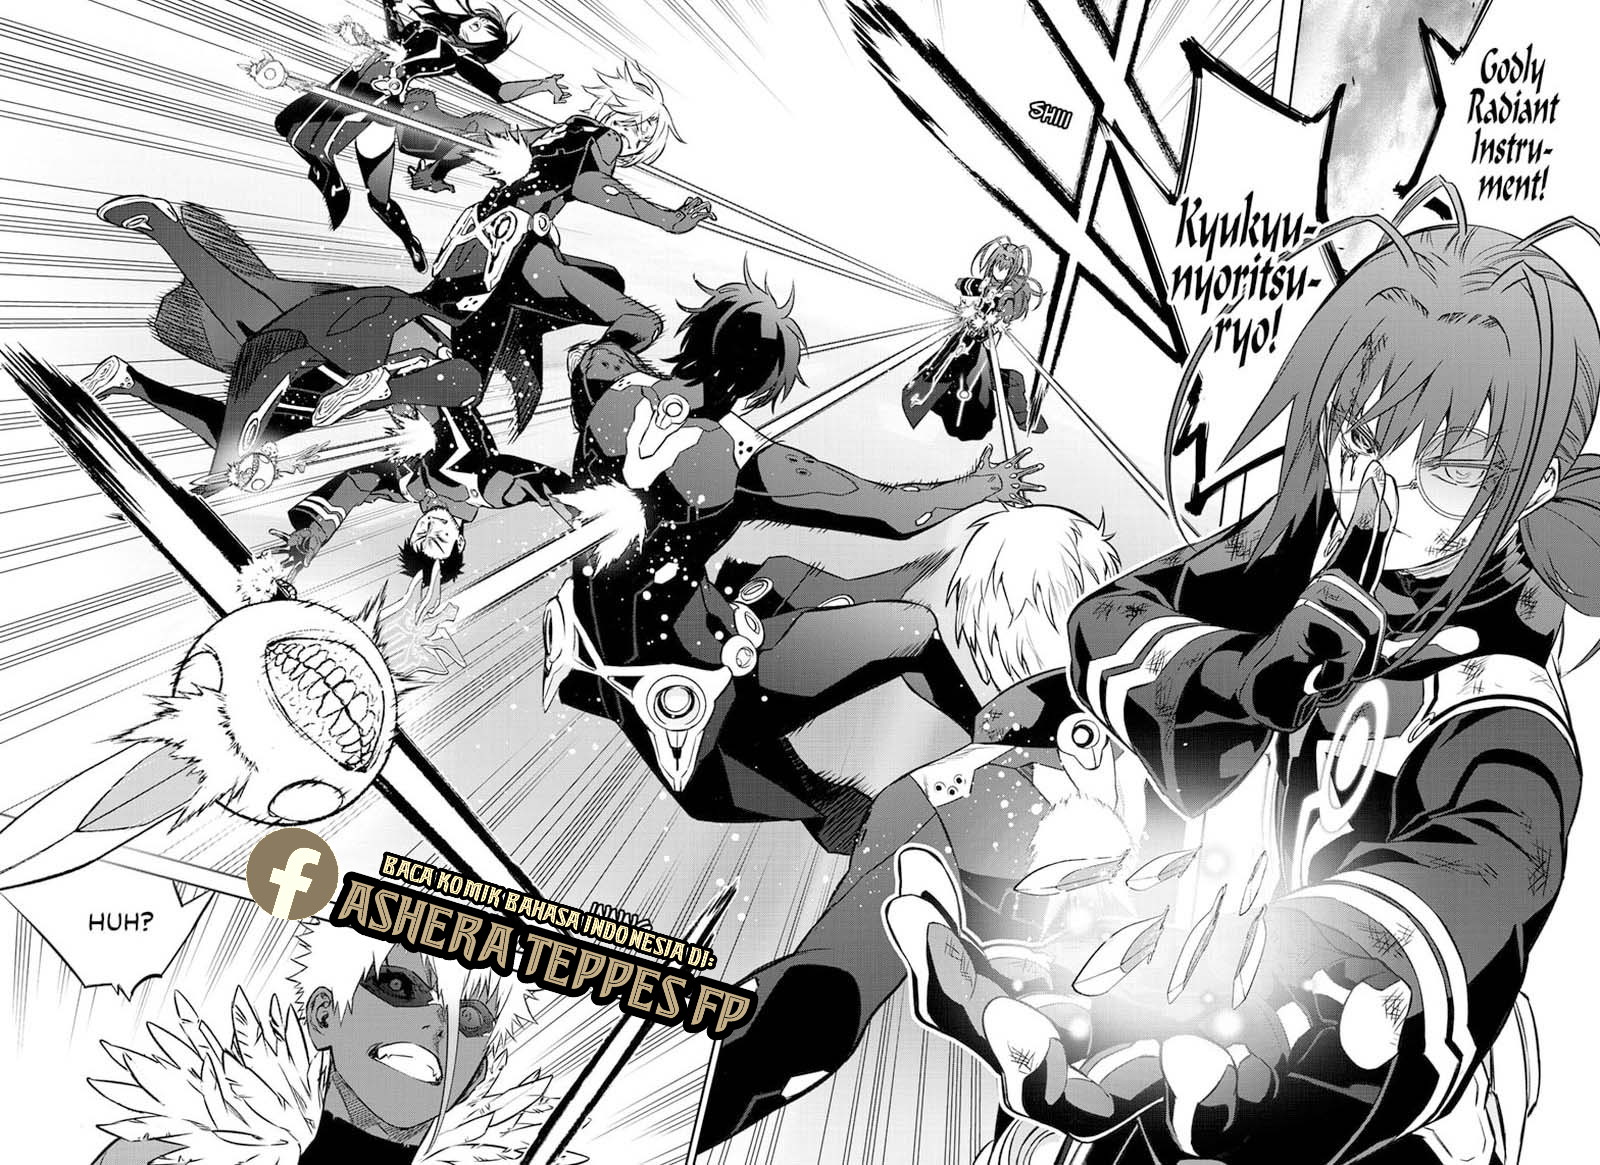 Godly
Radiant
Instru-
ment!
Kyukyu-
nyoritsu-
ryo!
SHIII
HUH?
f
BACA KOMIK BAHASA INDONESIA DI:
ASHERA TEPPES FP